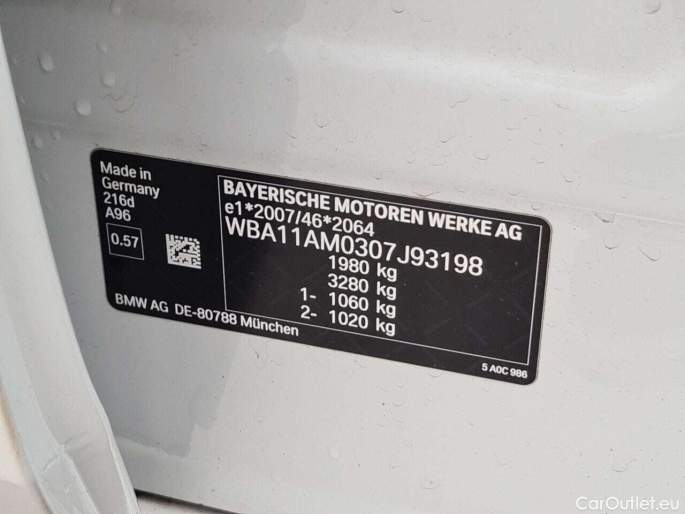 Made in
Germany
216d
A96
0.57
BMW AG DE-80788 München
BAYERISCHE MOTOREN WERKE AG
e1*2007/46*2064
WBA11AM0307J93198
1980 kg
3280 kg
1- 1060 kg
2- 1020 kg
5 A0C 986
CarOutlet.eu